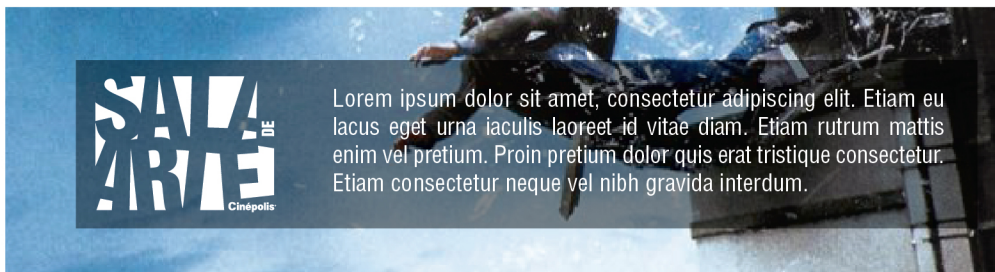 SALA
DE
ARTE
Cinépolis
Lorem ipsum dolor sit amet, consectetur adipiscing elit. Etiam eu
lacus eget urna iaculis laoreet id vitae diam. Etiam rutrum mattis
enim vel pretium. Proin pretium dolor quis erat tristique consectetur.
Etiam consectetur neque vel nibh gravida interdum.